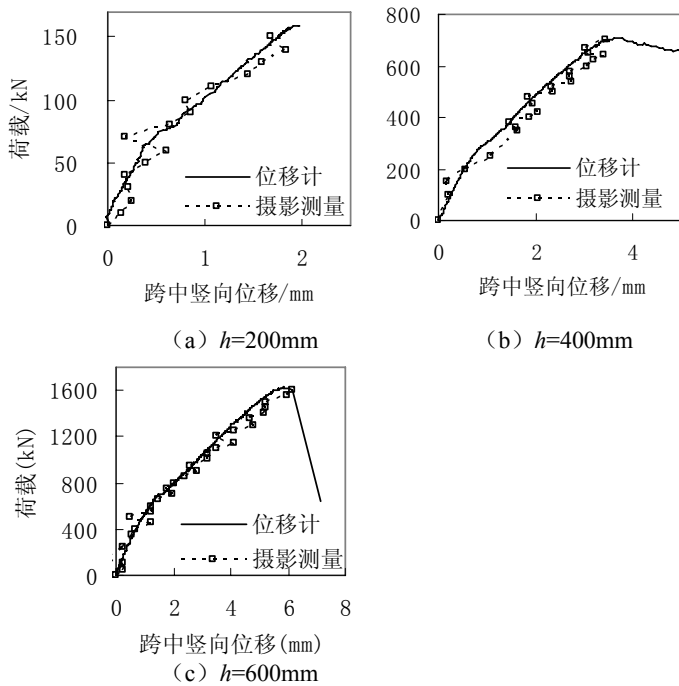 荷载/kN
150
100
50
0
位移计
摄影测量
0 1 2
跨中竖向位移/mm
（a）h=200mm
800
600
400
200
0
位移计
摄影测量
0 2 4
跨中竖向位移/mm
（b）h=400mm
荷载(kN)
1600
1200
800
400
0
位移计
摄影测量
0 2 4 6 8
跨中竖向位移(mm)
（c）h=600mm